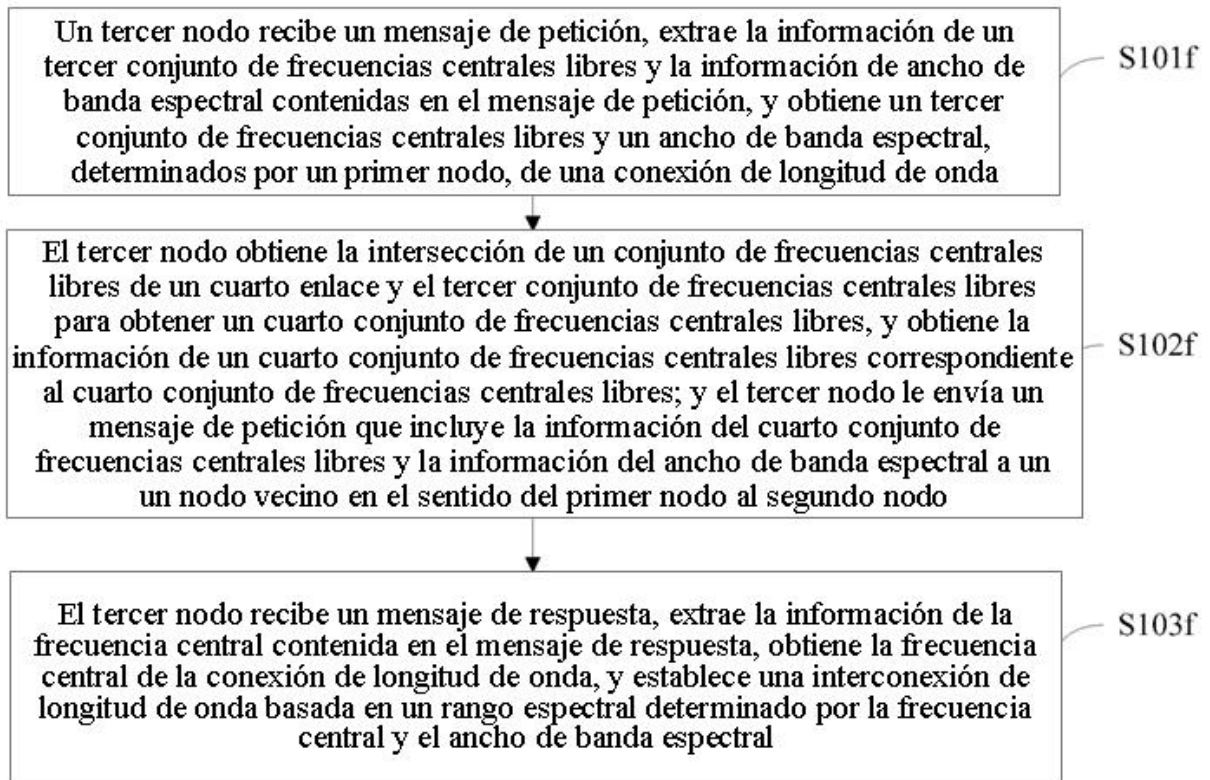 Un tercer nodo recibe un mensaje de petición, extrae la información de un
tercer conjunto de frecuencias centrales libres y la información de ancho de
banda espectral contenidas en el mensaje de petición, y obtiene un tercer
conjunto de frecuencias centrales libres y un ancho de banda espectral,
determinados por un primer nodo, de una conexión de longitud de onda
S101f
El tercer nodo obtiene la intersección de un conjunto de frecuencias centrales
libres de un cuarto enlace y el tercer conjunto de frecuencias centrales libres
para obtener un cuarto conjunto de frecuencias centrales libres, y obtiene la
información de un cuarto conjunto de frecuencias centrales libres correspondiente
al cuarto conjunto de frecuencias centrales libres; y el tercer nodo le envía un
mensaje de petición que incluye la información del cuarto conjunto de
frecuencias centrales libres y la información del ancho de banda espectral a un
un nodo vecino en el sentido del primer nodo al segundo nodo
S102f
El tercer nodo recibe un mensaje de respuesta, extrae la información de la
frecuencia central contenida en el mensaje de respuesta, obtiene la frecuencia
central de la conexión de longitud de onda, y establece una interconexión de
longitud de onda basada en un rango espectral determinado por la frecuencia
central y el ancho de banda espectral
S103f